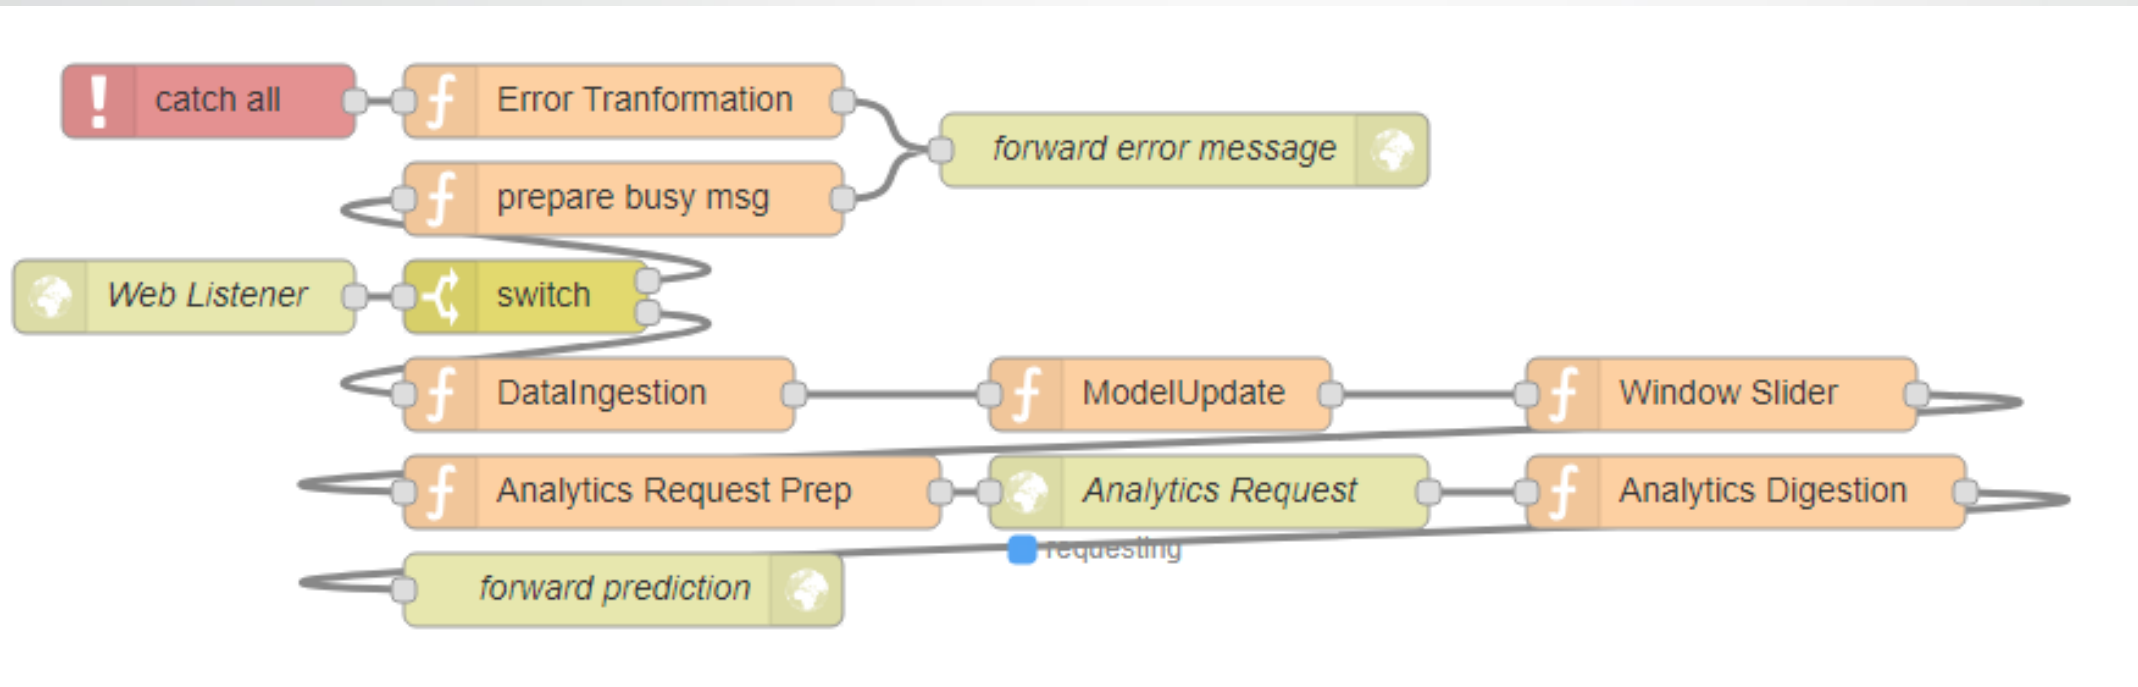 catch all
Error Tranformation
forward error message
prepare busy msg
Web Listener
switch
DataIngestion
ModelUpdate
Window Slider
Analytics Request Prep
Analytics Request
Analytics Digestion
requesting
forward prediction